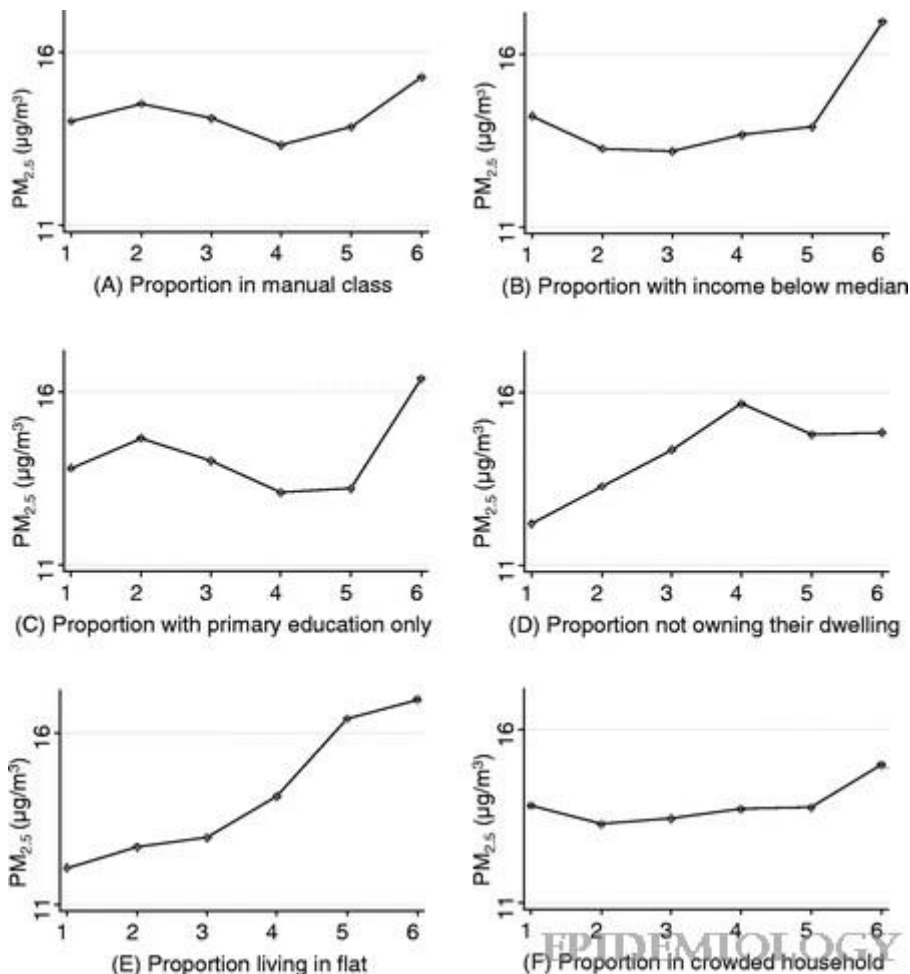 PM2.5 (µg/m³)
16
11
1 2 3 4 5 6
(A) Proportion in manual class
PM2.5 (µg/m³)
16
11
1 2 3 4 5 6
(B) Proportion with income below median
PM2.5 (µg/m³)
16
11
1 2 3 4 5 6
(C) Proportion with primary education only
PM2.5 (µg/m³)
16
11
1 2 3 4 5 6
(D) Proportion not owning their dwelling
PM2.5 (µg/m³)
16
11
1 2 3 4 5 6
(E) Proportion living in flat
PM2.5 (µg/m³)
16
11
1 2 3 4 5 6
EPIDEMIOLOGY
(F) Proportion in crowded household